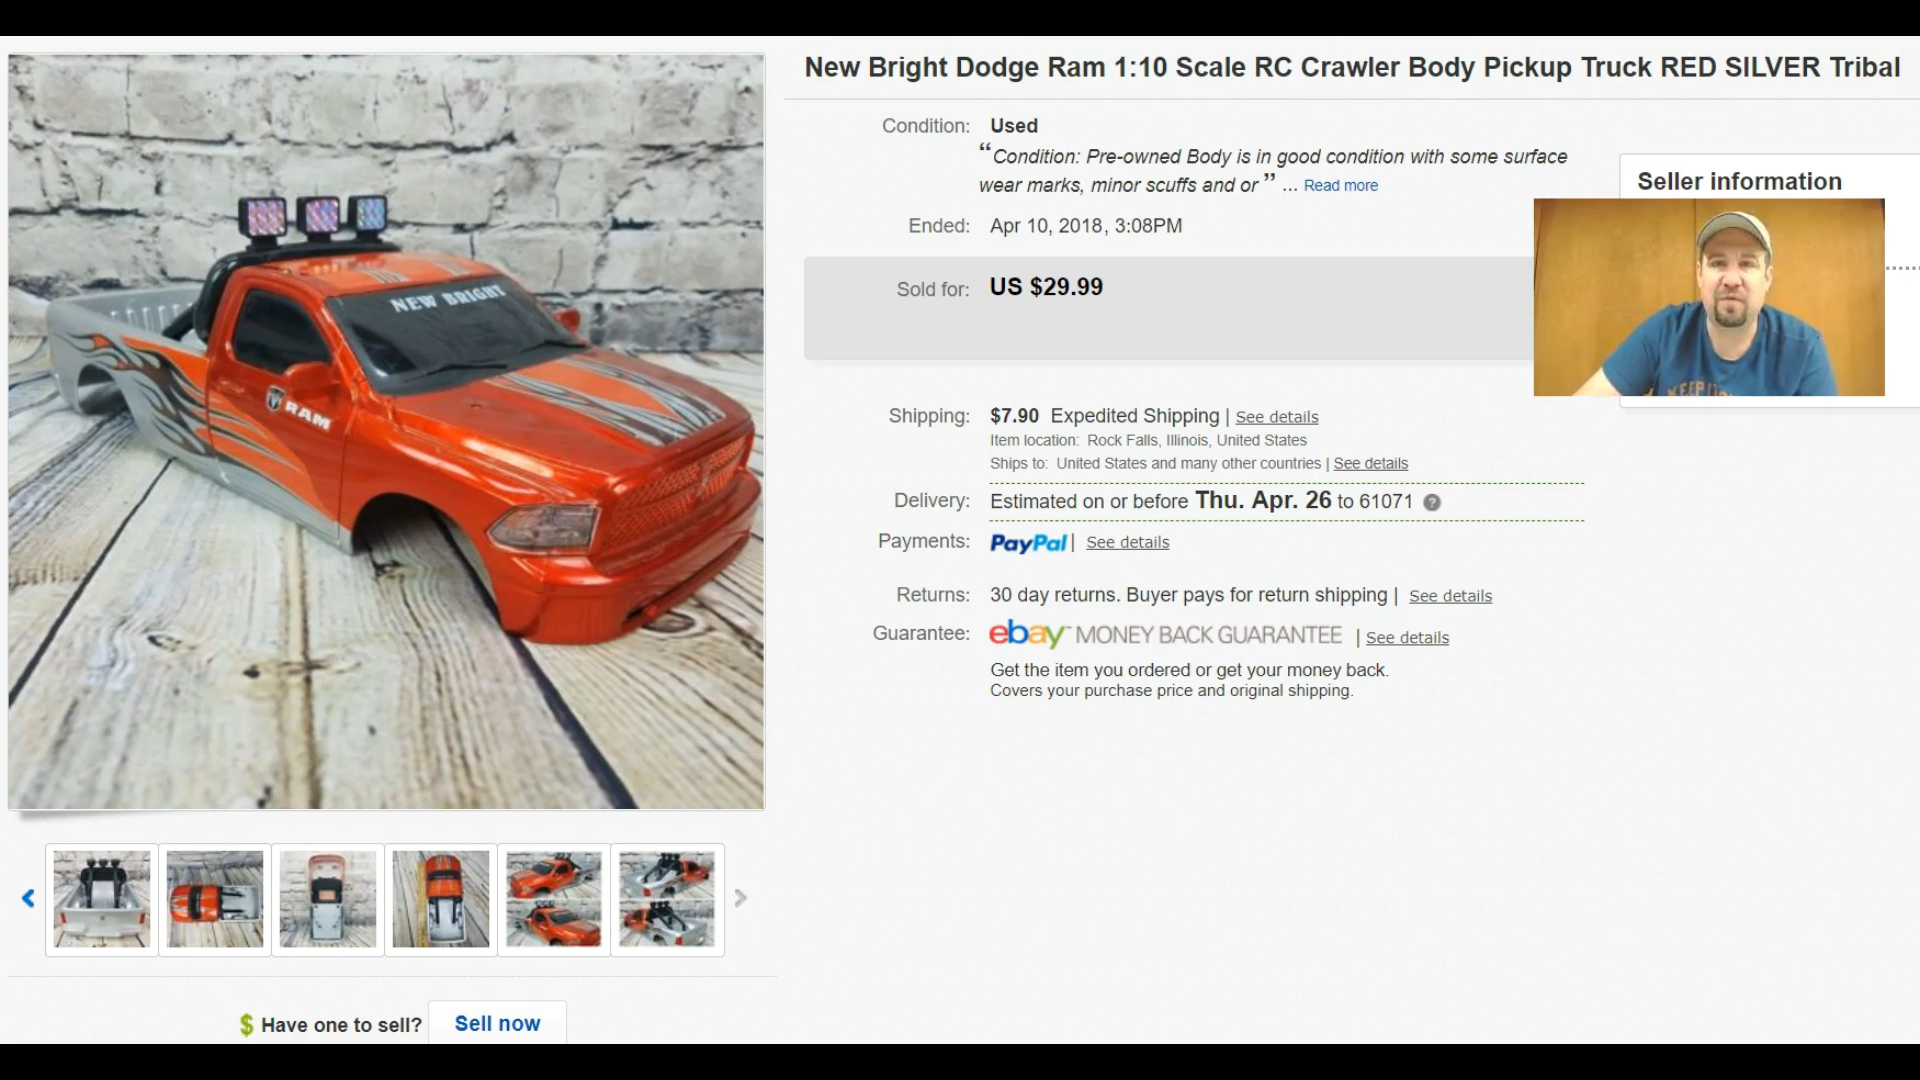 New Bright Dodge Ram 1:10 Scale RC Crawler Body Pickup Truck RED SILVER Tribal
Condition: Used
“Condition: Pre-owned Body is in good condition with some surface
wear marks, minor scuffs and or” ... Read more
Ended: Apr 10, 2018, 3:08PM
Sold for: US $29.99
Shipping: $7.90 Expedited Shipping | See details
Item location: Rock Falls, Illinois, United States
Ships to: United States and many other countries | See details
Delivery: Estimated on or before Thu. Apr. 26 to 61071 ?
Payments: PayPal | See details
Returns: 30 day returns. Buyer pays for return shipping | See details
Guarantee: ebay MONEY BACK GUARANTEE | See details
Get the item you ordered or get your money back.
Covers your purchase price and original shipping.
Seller information
NEW BRIGHT
RAM
$ Have one to sell? Sell now